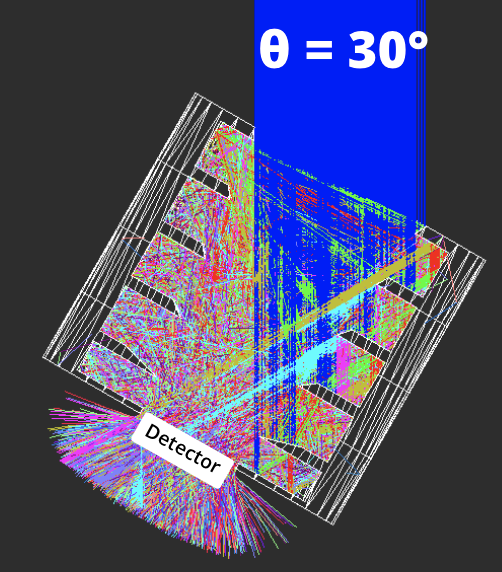 θ = 30°
Detector